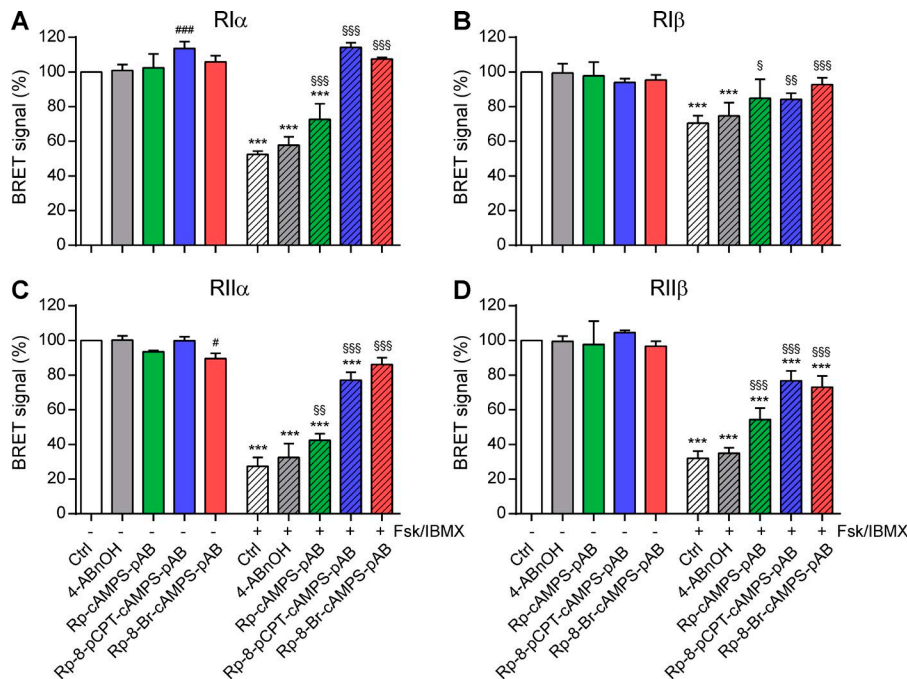 A
RIα
BRET signal (%)
120
100
80
60
40
20
0
###
***
***
§§§
***
§§§
§§§
B
RIβ
BRET signal (%)
120
100
80
60
40
20
0
***
***
§
§§
§§§
C
RIIα
BRET signal (%)
120
100
80
60
40
20
0
#
***
***
§§
***
§§§
***
§§§
- - - - - + + + + + Fsk/IBMX
Ctrl
4-ABnOH
Rp-cAMPS-pAB
Rp-8-pCPT-cAMPS-pAB
Rp-8-Br-cAMPS-pAB
Ctrl
4-ABnOH
Rp-cAMPS-pAB
Rp-8-pCPT-cAMPS-pAB
Rp-8-Br-cAMPS-pAB
D
RIIβ
BRET signal (%)
120
100
80
60
40
20
0
***
***
§§§
***
§§§
***
§§§
***
- - - - - + + + + + Fsk/IBMX
Ctrl
4-ABnOH
Rp-cAMPS-pAB
Rp-8-pCPT-cAMPS-pAB
Rp-8-Br-cAMPS-pAB
Ctrl
4-ABnOH
Rp-cAMPS-pAB
Rp-8-pCPT-cAMPS-pAB
Rp-8-Br-cAMPS-pAB